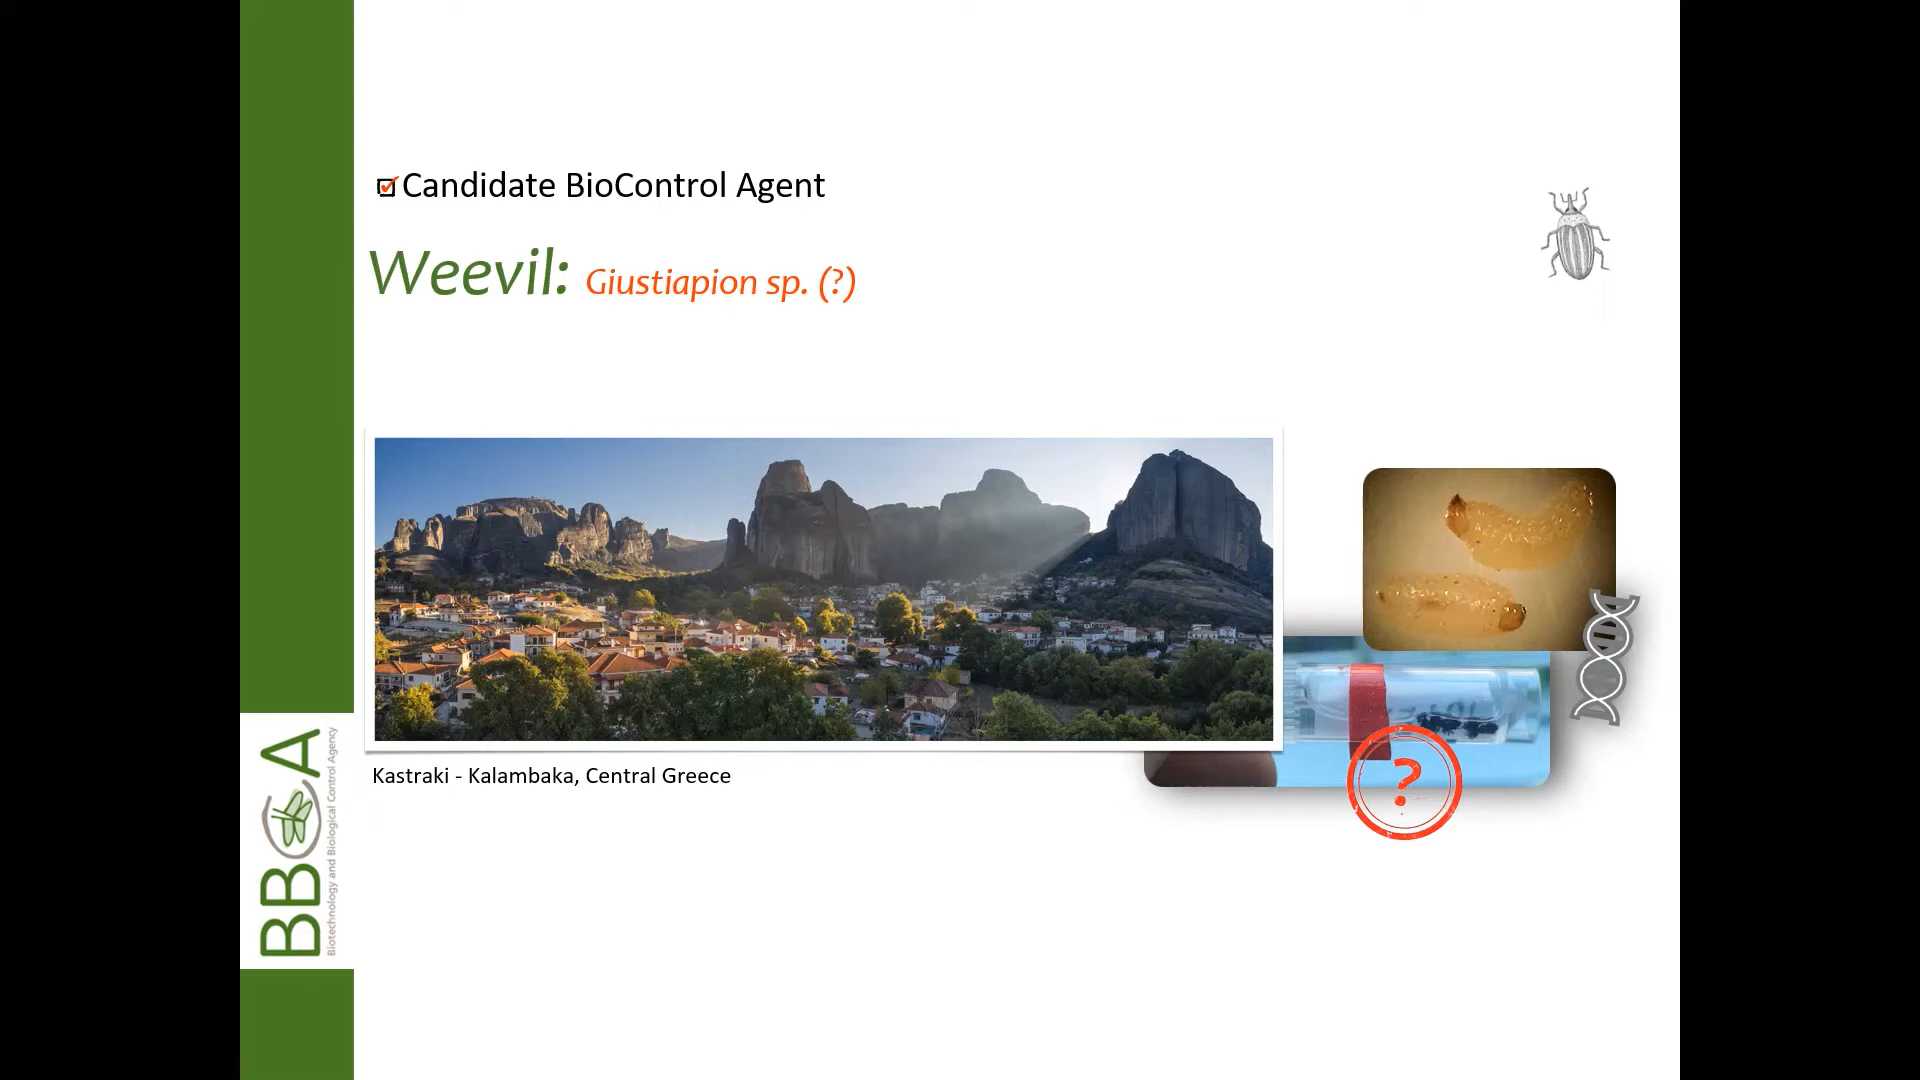 Candidate BioControl Agent
Weevil: Giustiapion sp. (?)
Kastraki - Kalambaka, Central Greece
?
BBCA
Biotechnology and Biological Control Agency